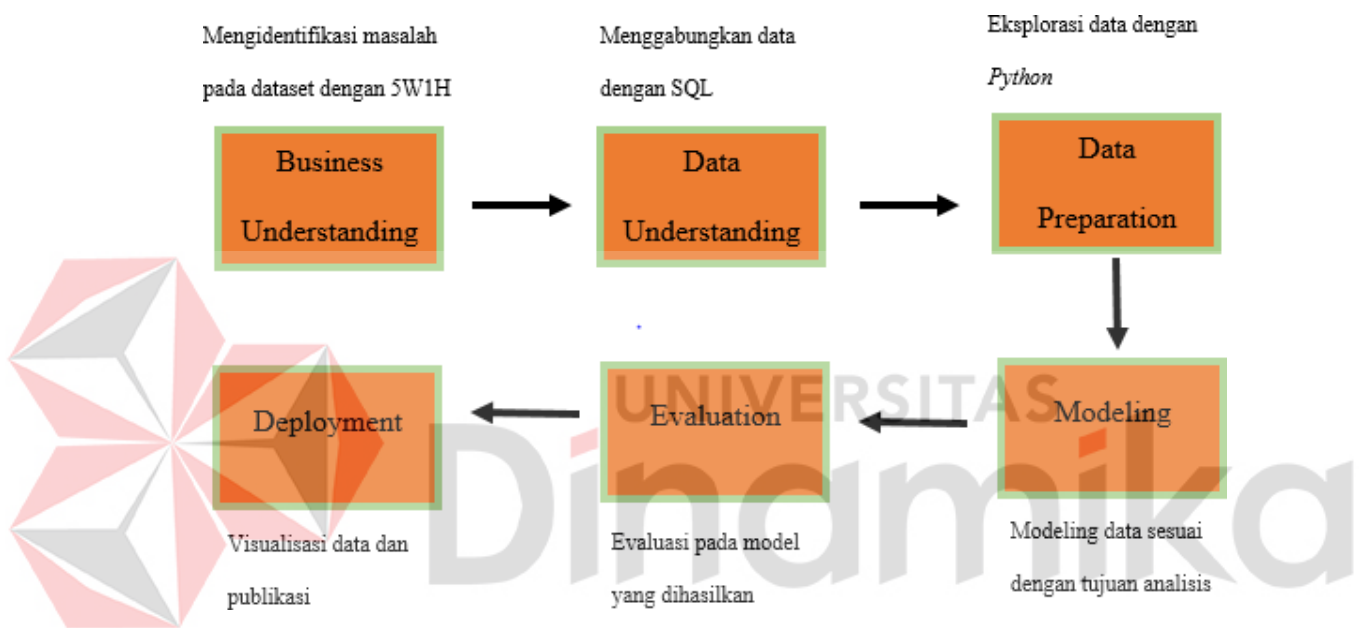 Mengidentifikasi masalah
pada dataset dengan 5W1H
Menggabungkan data
dengan SQL
Eksplorasi data dengan
Python
Business
Understanding
Data
Understanding
Data
Preparation
Deployment
Evaluation
Modeling
UNIVERSITAS
Dinamika
Visualisasi data dan
publikasi
Evaluasi pada model
yang dihasilkan
Modeling data sesuai
dengan tujuan analisis